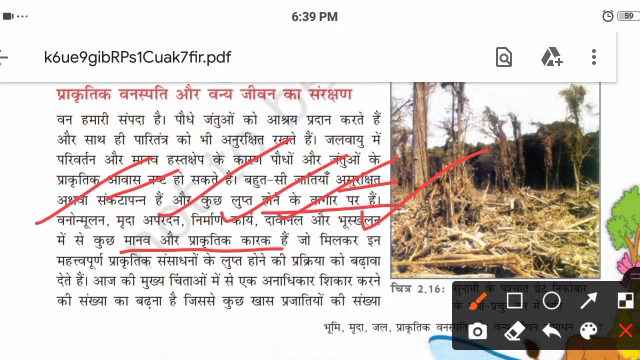 6:39 PM
59
k6ue9gibRPs1Cuak7fir.pdf
प्राकृतिक वनस्पति और वन्य जीवन का संरक्षण
वन हमारी संपदा है। पौधे जंतुओं को आश्रय प्रदान करते हैं
और साथ ही पारितंत्र को भी अनुरक्षित रखते हैं। जलवायु में
परिवर्तन और मानव हस्तक्षेप के कारण पौधों और जंतुओं के
प्राकृतिक आवास नष्ट हो सकते हैं। बहुत-सी जातियाँ असुरक्षित
अथवा संकटापन्न हैं और कुछ लुप्त होने के कगार पर हैं।
वनोन्मूलन, मृदा अपरदन, निर्माण कार्य, दावानल और भूस्खलन
में से कुछ मानव और प्राकृतिक कारक हैं जो मिलकर इन
महत्त्वपूर्ण प्राकृतिक संसाधनों के लुप्त होने की प्रक्रिया को बढ़ावा
देते हैं। आज की मुख्य चिंताओं में से एक अनाधिकार शिकार करने
की संख्या का बढ़ना है जिससे कुछ खास प्रजातियों की संख्या
चित्र 2.16: सुनामी के पश्चात ग्रेट निकोबार
भूमि, मृदा, जल, प्राकृतिक